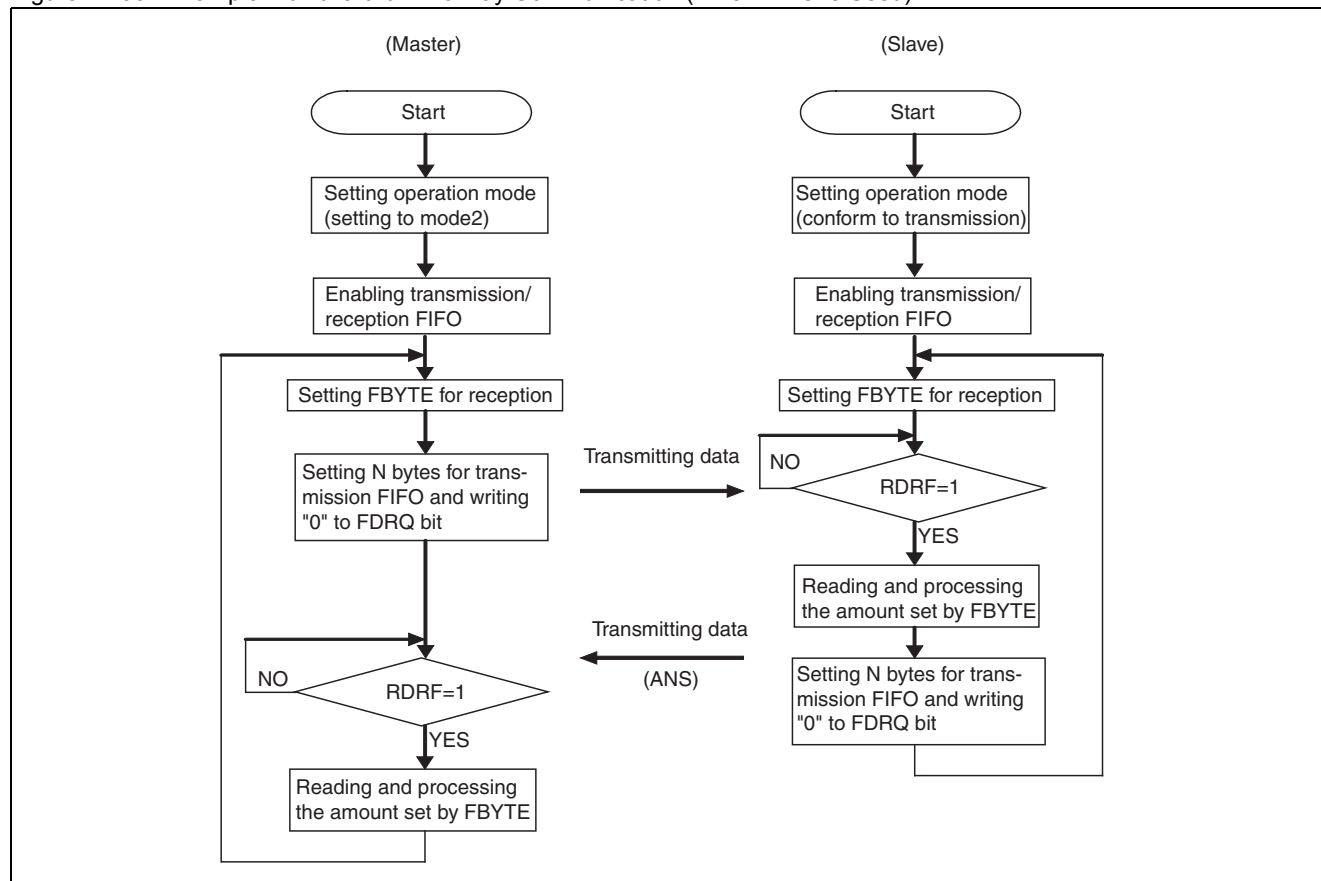 (Master)
Start
Setting operation mode
(setting to mode2)
Enabling transmission/
reception FIFO
Setting FBYTE for reception
Setting N bytes for trans-
mission FIFO and writing
"0" to FDRQ bit
NO
RDRF=1
YES
Reading and processing
the amount set by FBYTE
Transmitting data
Transmitting data
(ANS)
(Slave)
Start
Setting operation mode
(conform to transmission)
Enabling transmission/
reception FIFO
Setting FBYTE for reception
NO
RDRF=1
YES
Reading and processing
the amount set by FBYTE
Setting N bytes for trans-
mission FIFO and writing
"0" to FDRQ bit